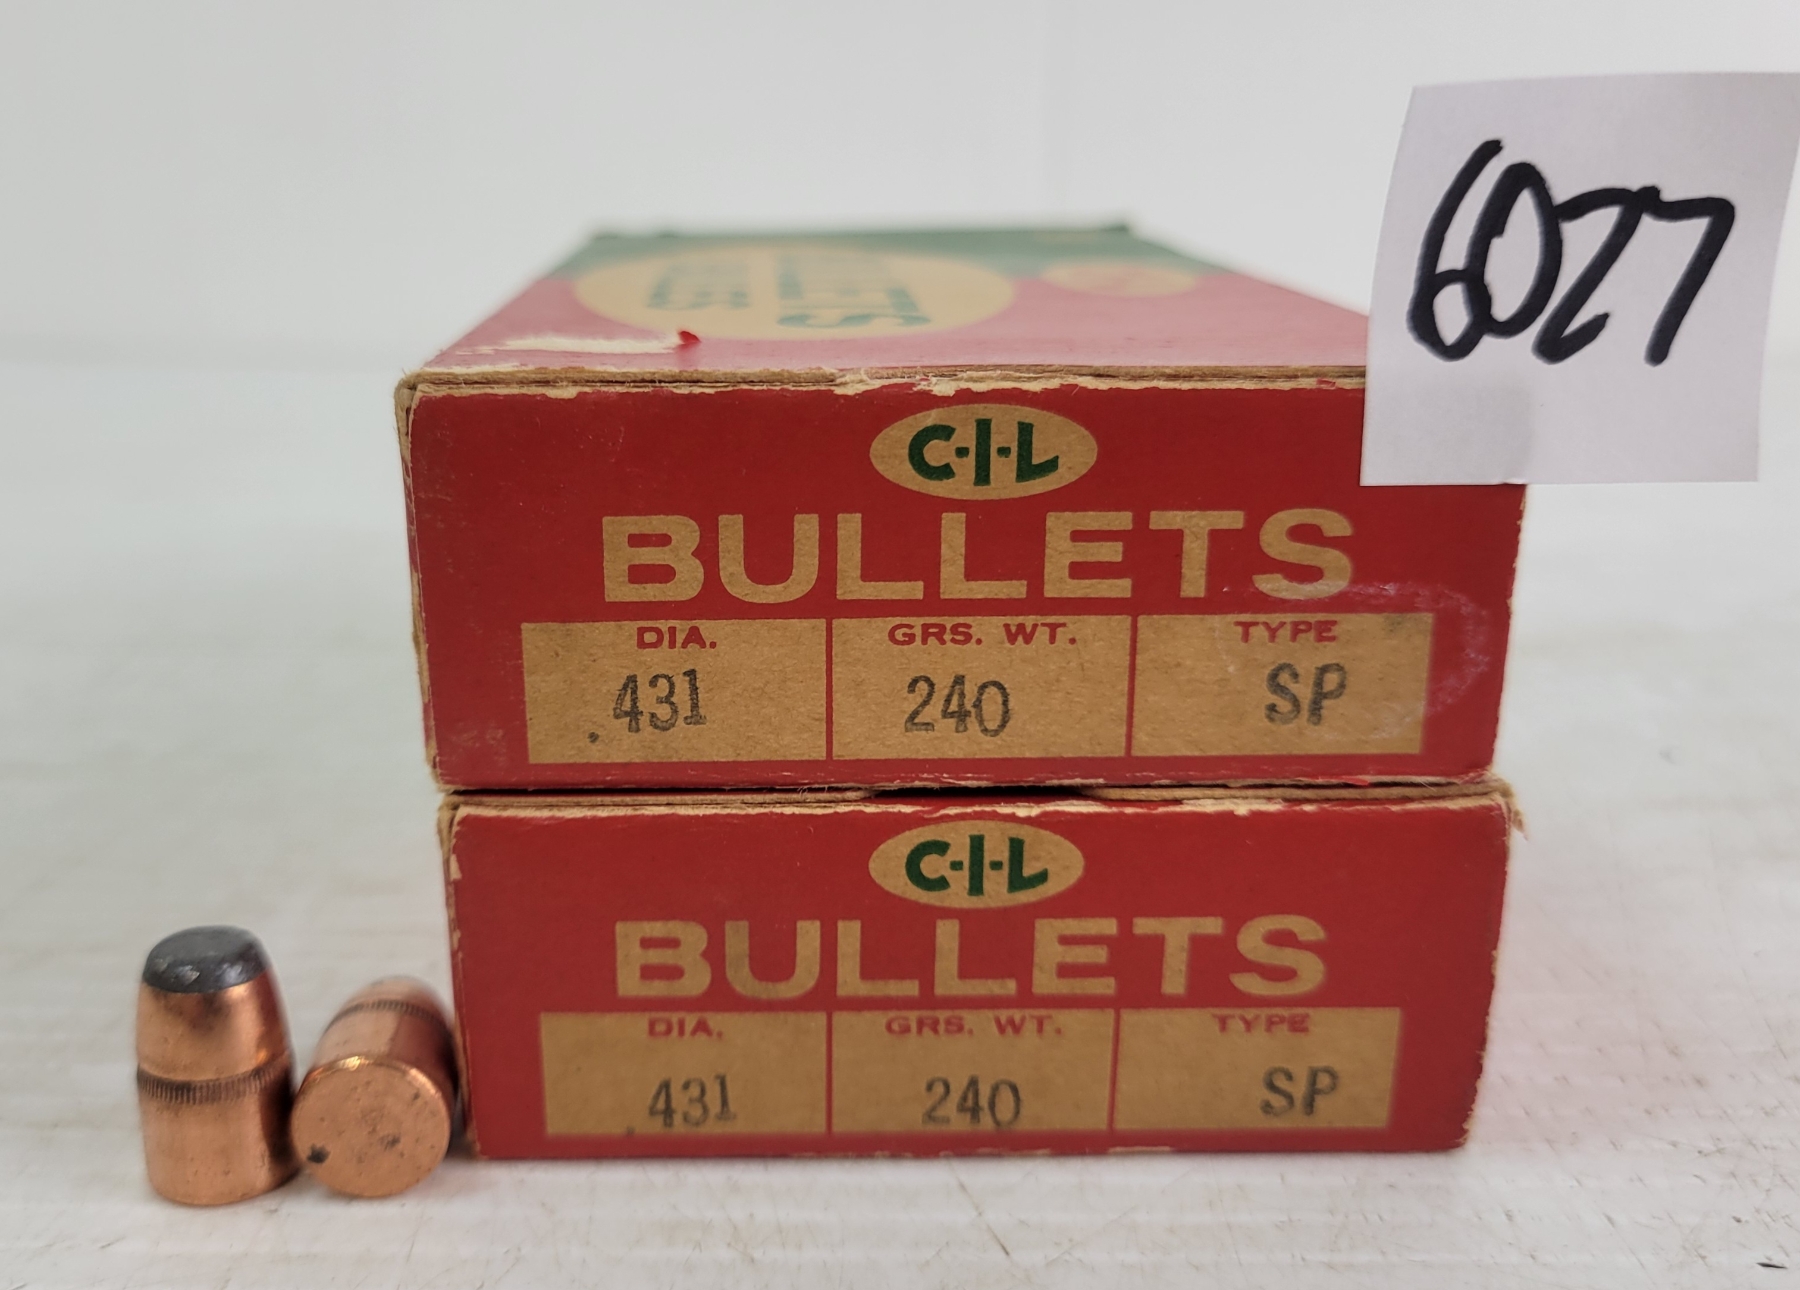 6027
C-I-L
BULLETS
DIA. GRS. WT. TYPE
.431 240 SP
C-I-L
BULLETS
DIA. GRS. WT. TYPE
.431 240 SP